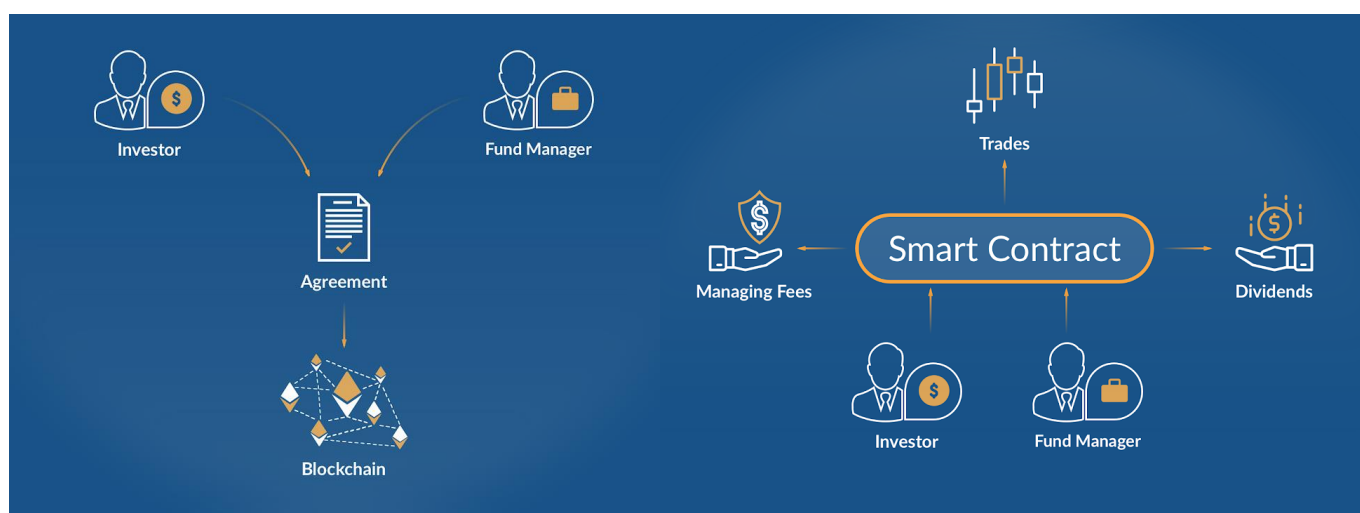 Investor
Fund Manager
Agreement
Blockchain
Trades
Smart Contract
Managing Fees
Dividends
Investor
Fund Manager